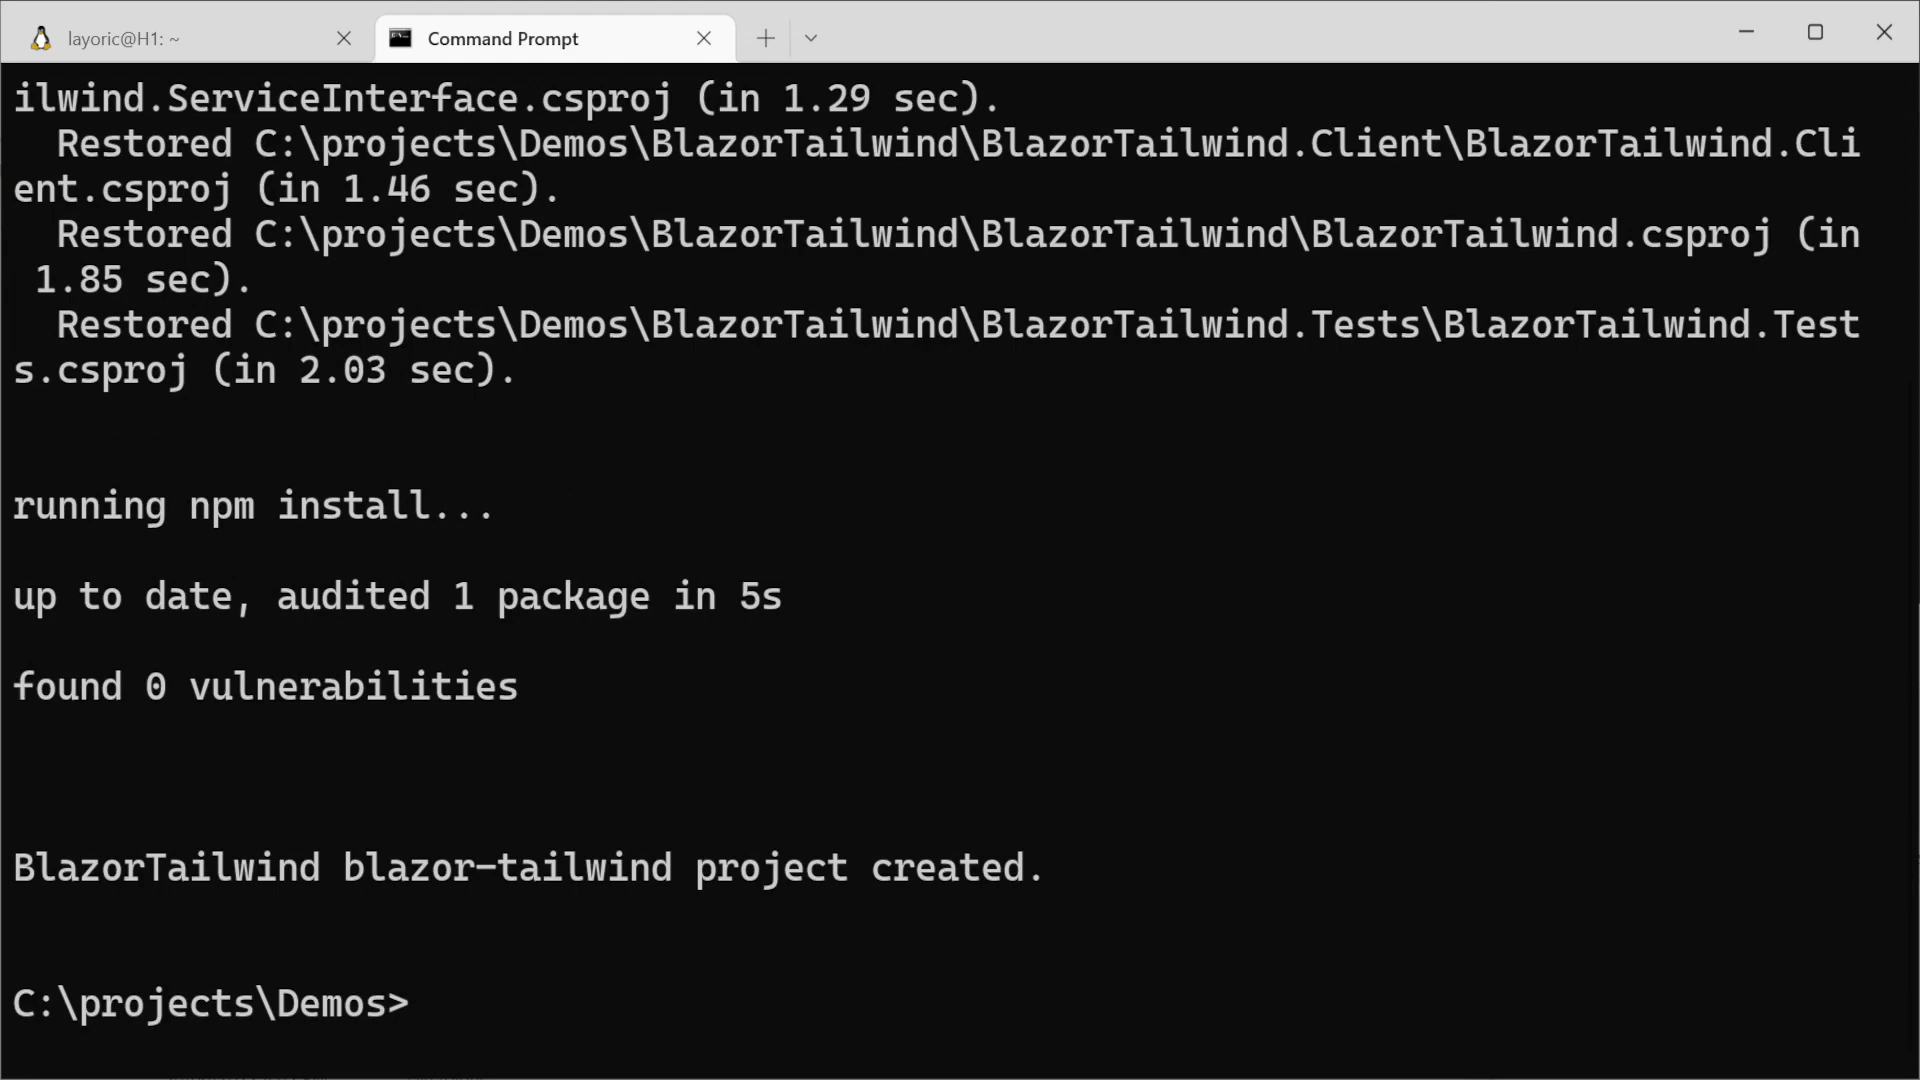 layoric@H1: ~
Command Prompt
ilwind.ServiceInterface.csproj (in 1.29 sec).
Restored C:\projects\Demos\BlazorTailwind\BlazorTailwind.Client\BlazorTailwind.Cli
ent.csproj (in 1.46 sec).
Restored C:\projects\Demos\BlazorTailwind\BlazorTailwind\BlazorTailwind.csproj (in
1.85 sec).
Restored C:\projects\Demos\BlazorTailwind\BlazorTailwind.Tests\BlazorTailwind.Test
s.csproj (in 2.03 sec).
running npm install...
up to date, audited 1 package in 5s
found 0 vulnerabilities
BlazorTailwind blazor-tailwind project created.
C:\projects\Demos>